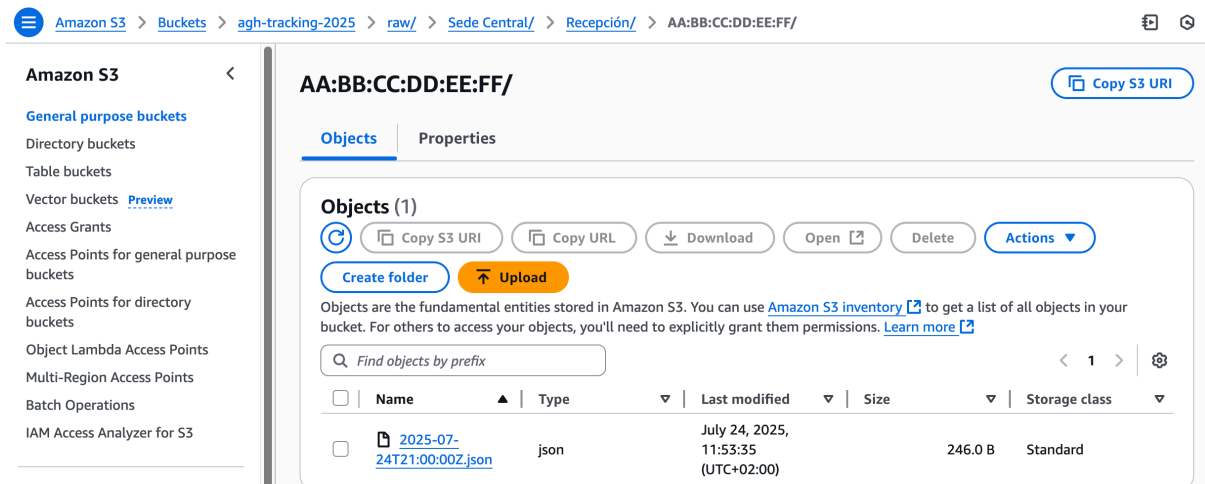 Amazon S3 > Buckets > agh-tracking-2025 > raw/ > Sede Central/ > Recepción/ > AA:BB:CC:DD:EE:FF/
Amazon S3
General purpose buckets
Directory buckets
Table buckets
Vector buckets Preview
Access Grants
Access Points for general purpose
buckets
Access Points for directory
buckets
Object Lambda Access Points
Multi-Region Access Points
Batch Operations
IAM Access Analyzer for S3
AA:BB:CC:DD:EE:FF/
Copy S3 URI
Objects
Properties
Objects (1)
Copy S3 URI
Copy URL
Download
Open
Delete
Actions
Create folder
Upload
Objects are the fundamental entities stored in Amazon S3. You can use Amazon S3 inventory to get a list of all objects in your
bucket. For others to access your objects, you'll need to explicitly grant them permissions. Learn more
Find objects by prefix
1
Name
Type
Last modified
Size
Storage class
2025-07-
24T21:00:00Z.json
json
July 24, 2025,
11:53:35
(UTC+02:00)
246.0 B
Standard